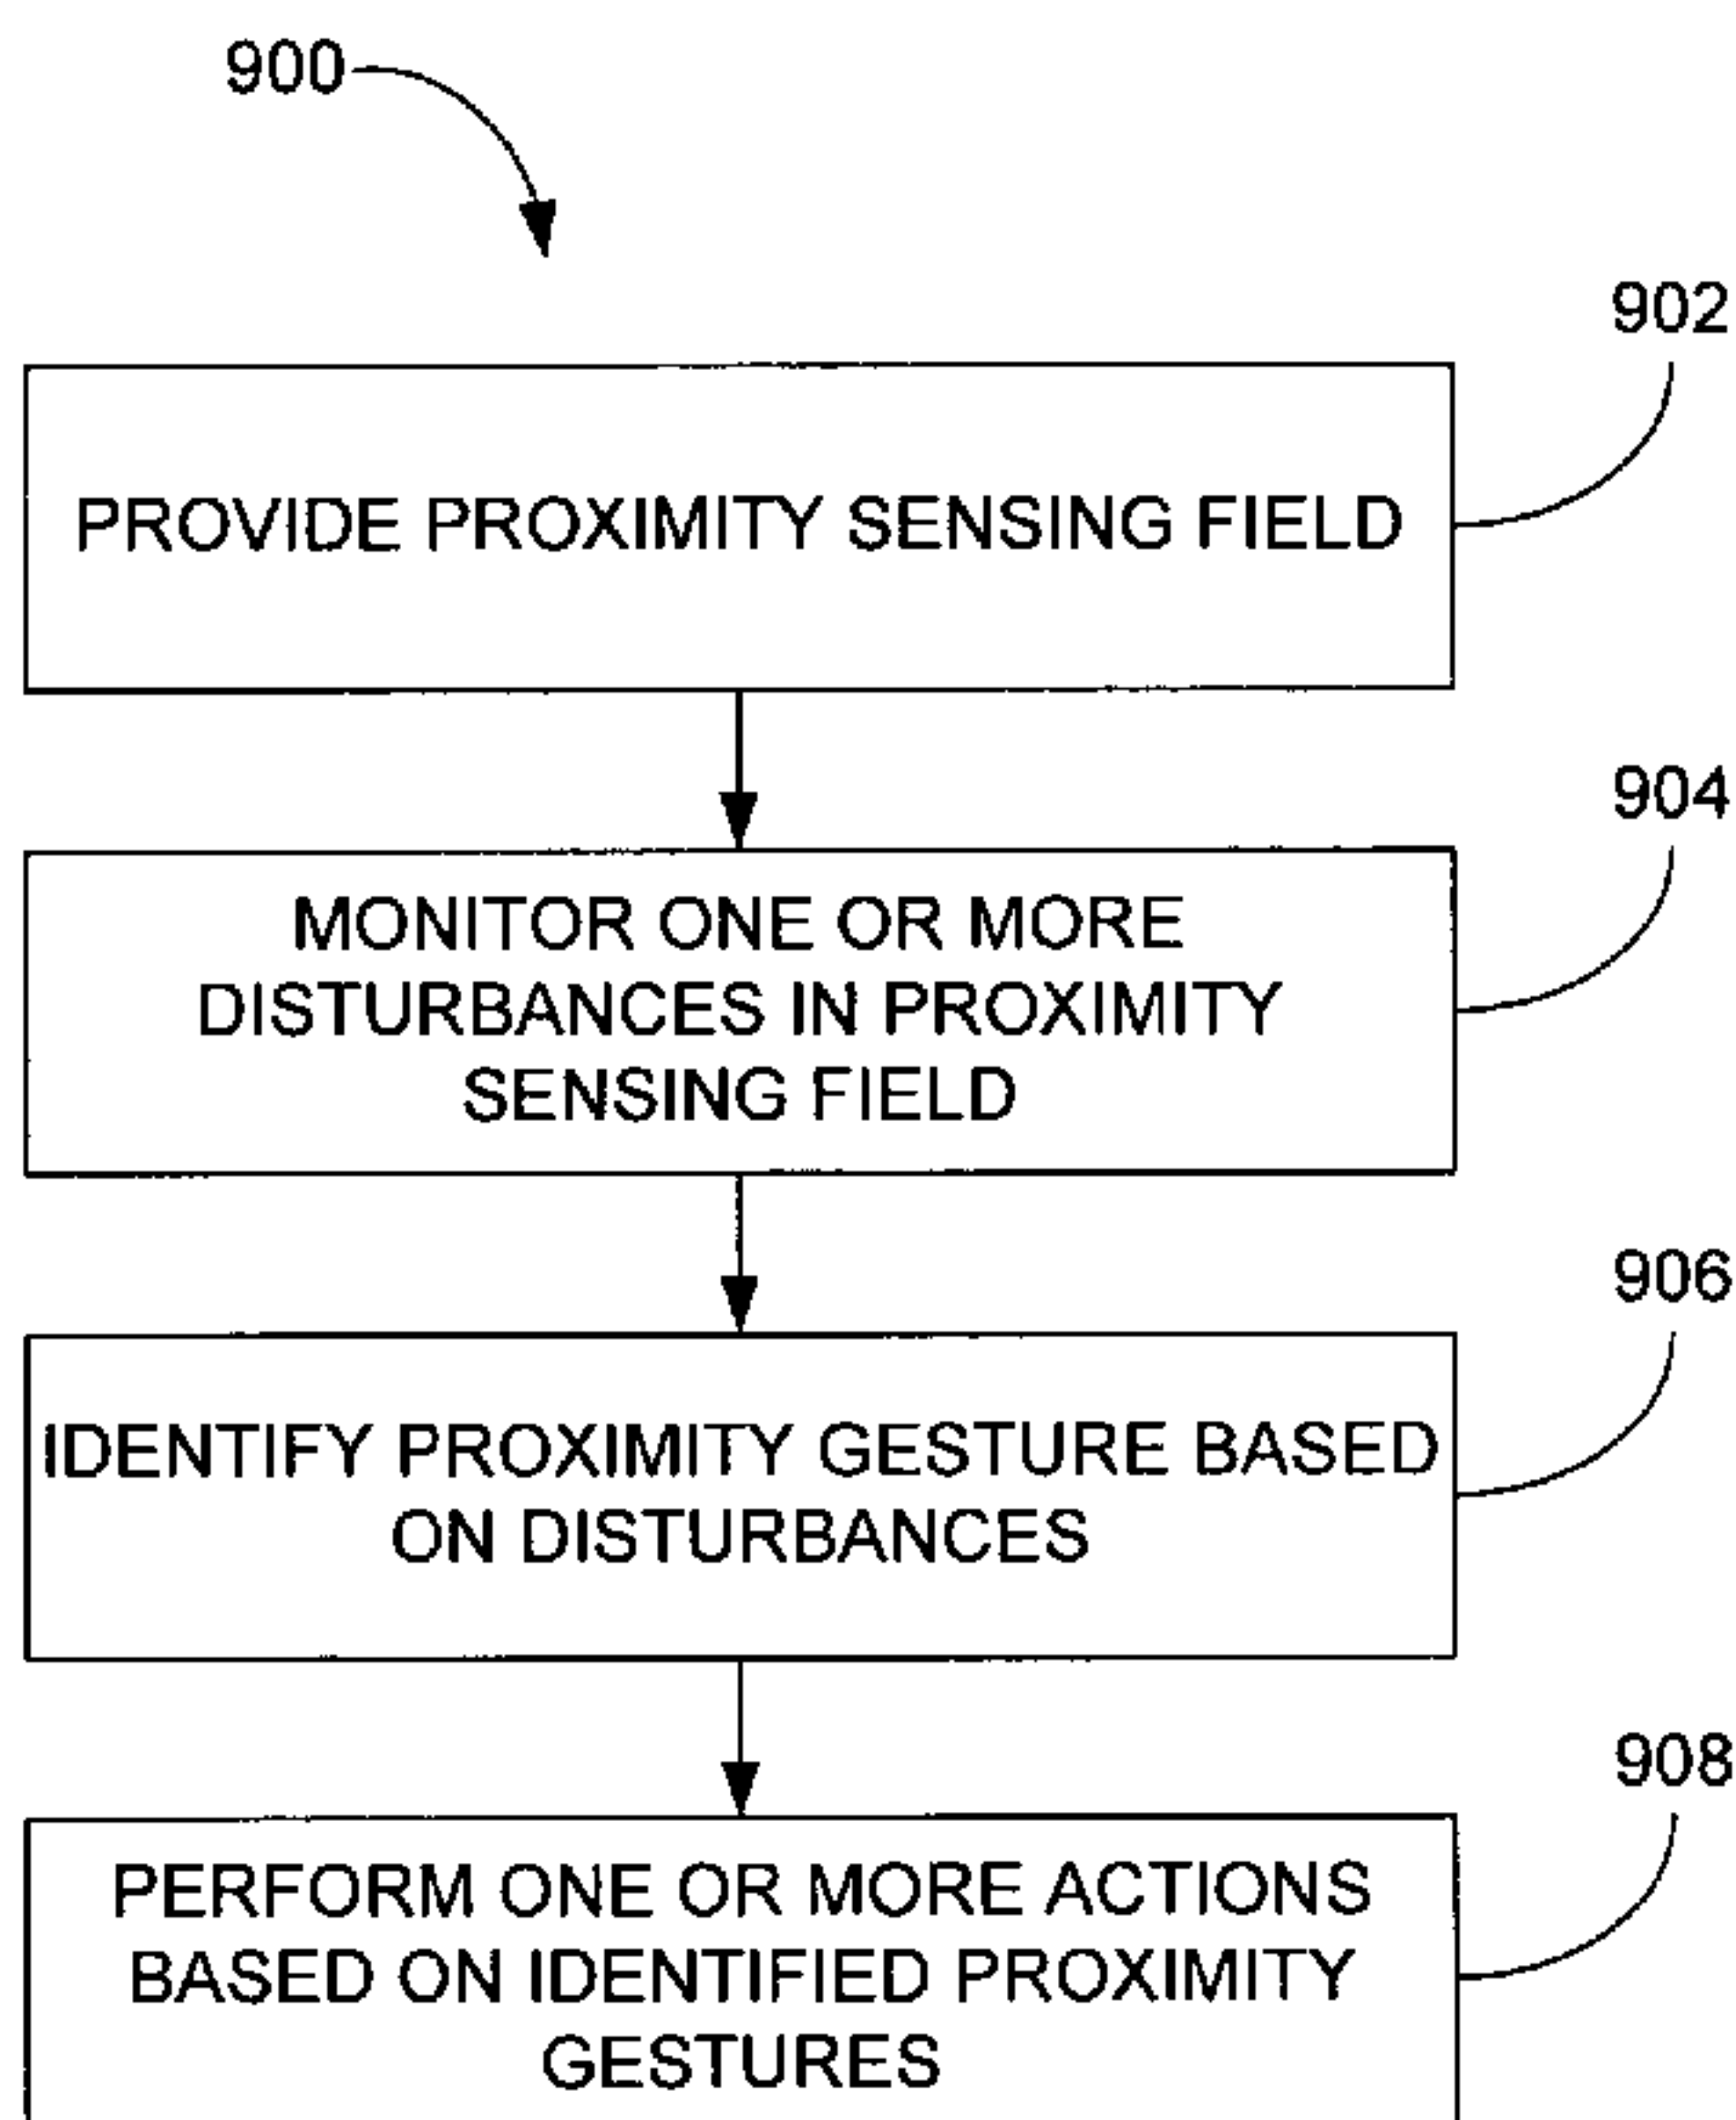 900
902
PROVIDE PROXIMITY SENSING FIELD
904
MONITOR ONE OR MORE
DISTURBANCES IN PROXIMITY
SENSING FIELD
906
IDENTIFY PROXIMITY GESTURE BASED
ON DISTURBANCES
908
PERFORM ONE OR MORE ACTIONS
BASED ON IDENTIFIED PROXIMITY
GESTURES